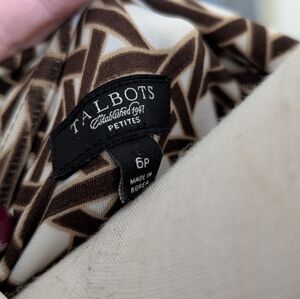 TALBOTS
Established 1947
PETITES
6P
MADE IN
KOREA